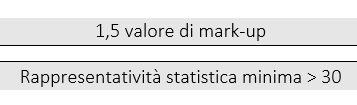 1,5 valore di mark-up
Rappresentatività statistica minima > 30